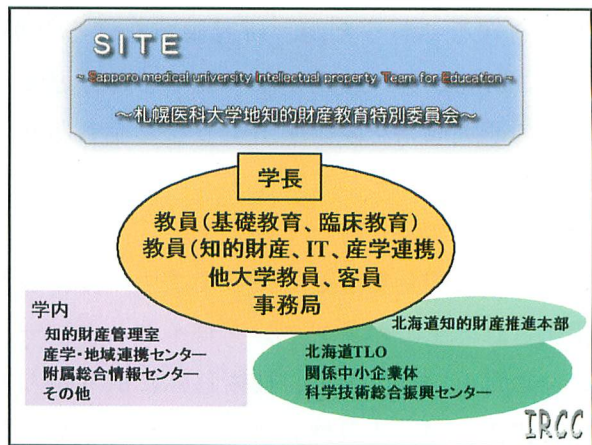 SITE
~ Sapporo medical university Intellectual property Team for Education ~
～札幌医科大学地知的財産教育特別委員会～
学長
教員(基礎教育、臨床教育)
教員(知的財産、IT、産学連携)
他大学教員、客員
事務局
学内
知的財産管理室
産学・地域連携センター
附属総合情報センター
その他
北海道知的財産推進本部
北海道TLO
関係中小企業体
科学技術総合振興センター
IRCC